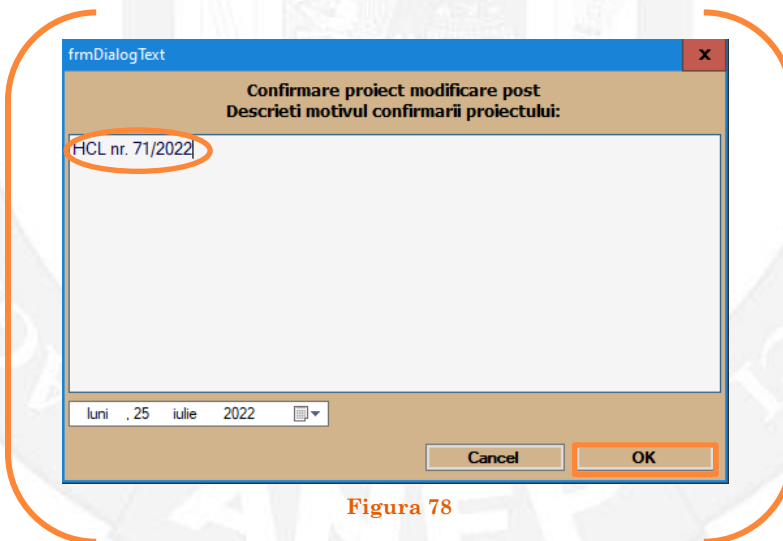 frmDialogText
x
Confirmare proiect modificare post
Descrieti motivul confirmarii proiectului:
HCL nr. 71/2022
luni , 25 iulie 2022
Cancel
OK
Figura 78